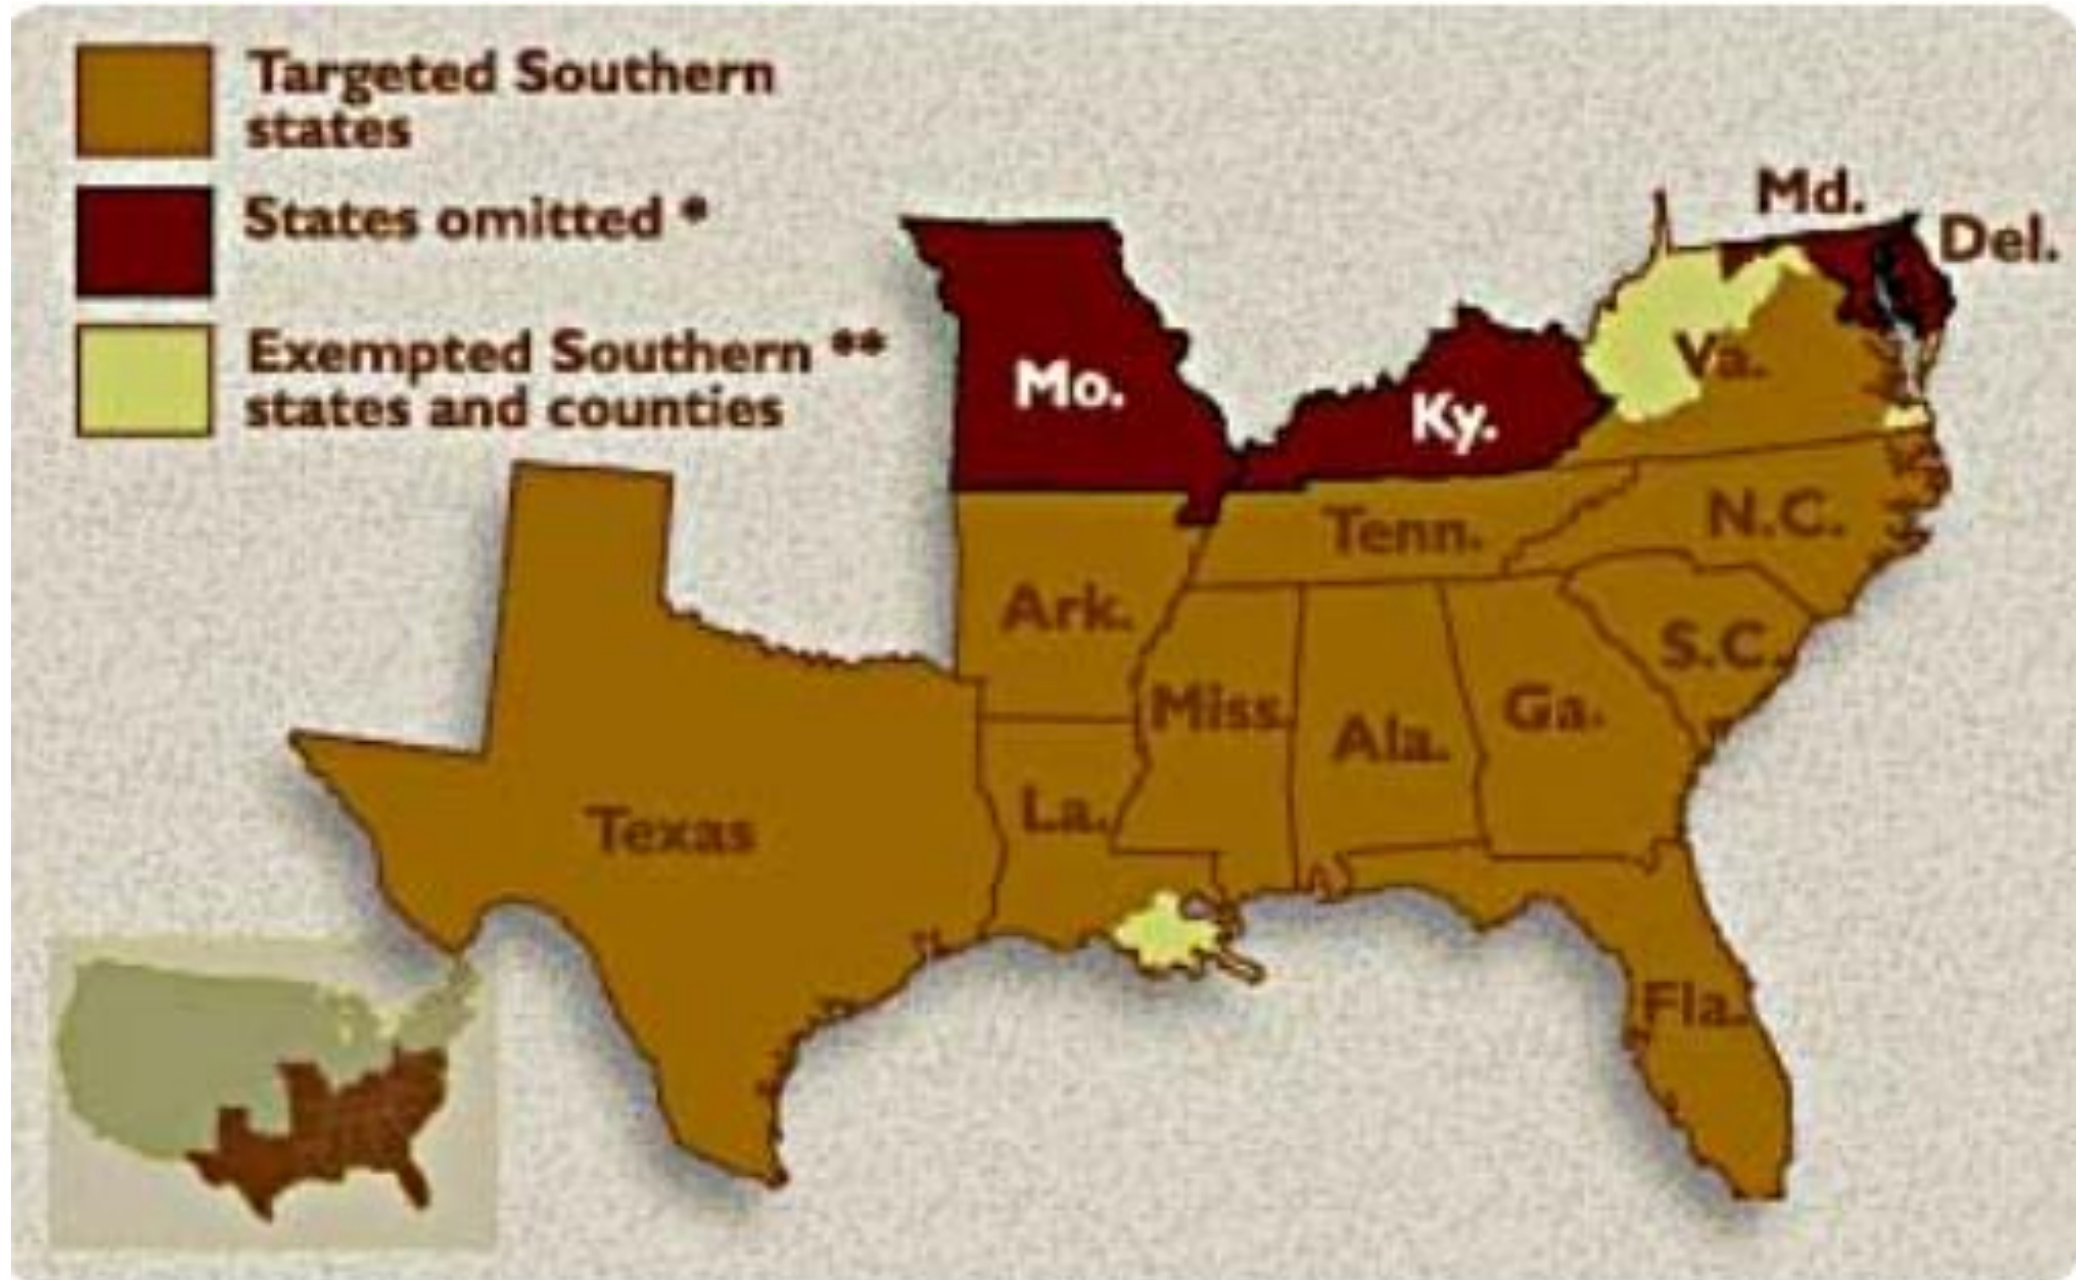 Targeted Southern
states
States omitted *
Exempted Southern **
states and counties
Md.
Del.
Mo.
Ky.
Va.
Tenn.
N.C.
Ark.
S.C.
Miss.
Ala.
Ga.
La.
Texas
Fla.